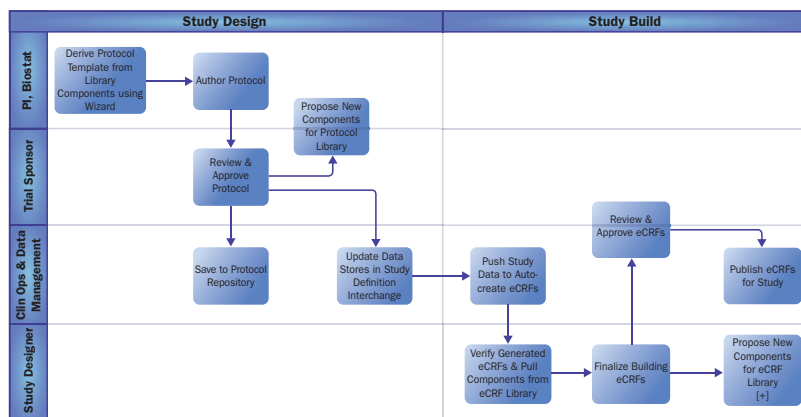 Study Design
Study Build
PI, Biostat
Derive Protocol
Template from
Library
Components using
Wizard
Author Protocol
Propose New
Components
for Protocol
Library
Trial Sponsor
Review &
Approve
Protocol
Review &
Approve eCRFs
Clin Ops & Data
Management
Save to Protocol
Repository
Update Data
Stores in Study
Definition
Interchange
Push Study
Data to Auto-
create eCRFs
Publish eCRFs
for Study
Study Designer
Verify Generated
eCRFs & Pull
Components from
eCRF Library
Finalize Building
eCRFs
Propose New
Components
for eCRF
Library
[+]